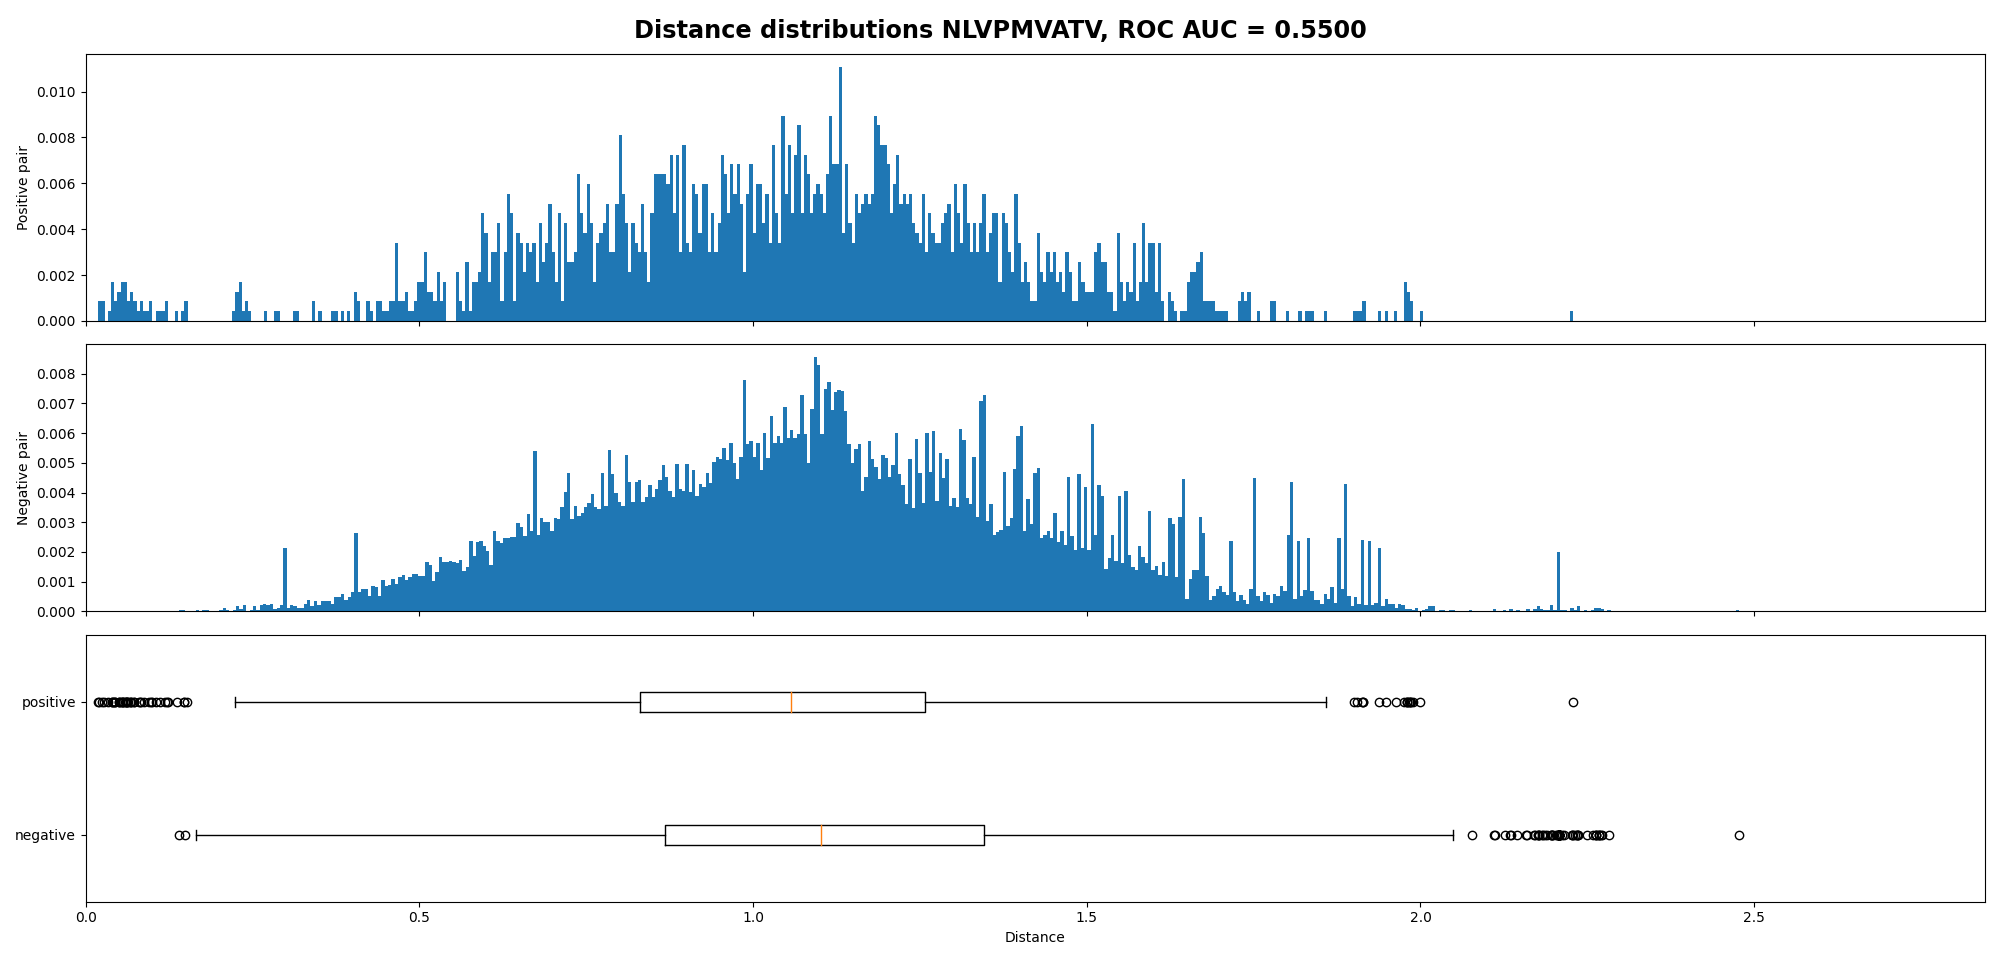 Distance distributions NLVPMVATV, ROC AUC = 0.5500
0.010
0.008
0.006
0.004
0.002
0.000
Positive pair
0.008
0.007
0.006
0.005
0.004
0.003
0.002
0.001
0.000
Negative pair
positive
negative
0.0 0.5 1.0 1.5 2.0 2.5
Distance